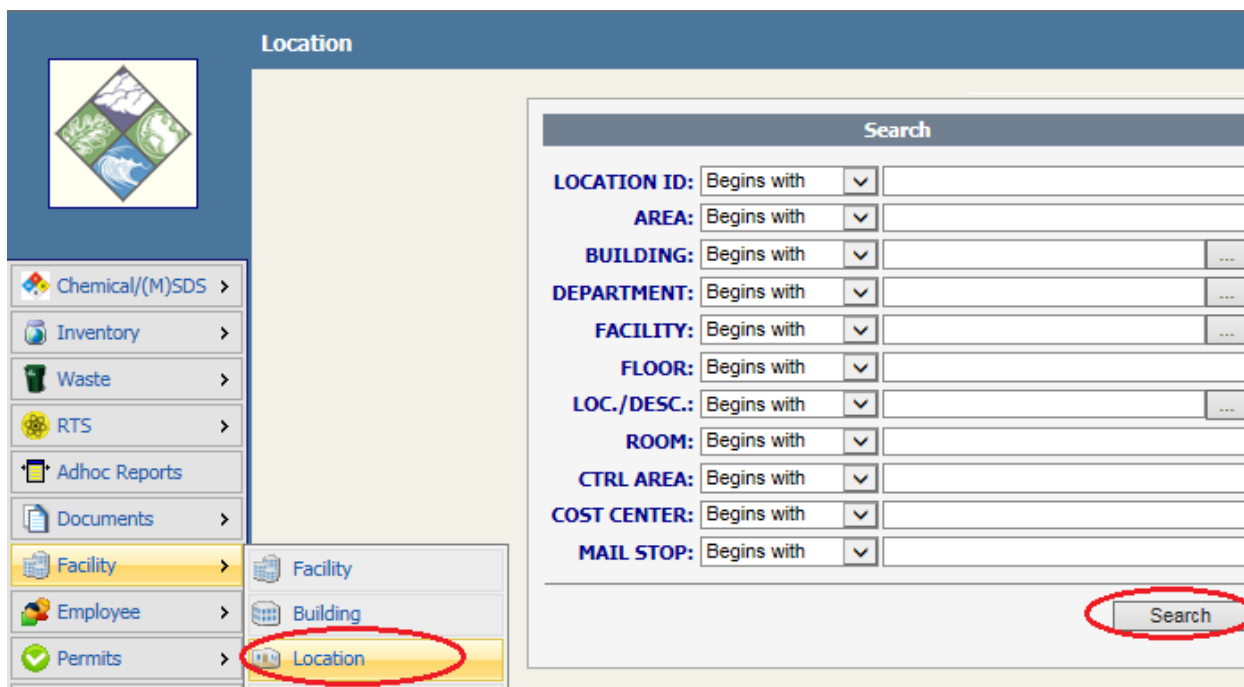 Location
Search
LOCATION ID: Begins with
AREA: Begins with
BUILDING: Begins with ...
DEPARTMENT: Begins with ...
FACILITY: Begins with ...
FLOOR: Begins with
LOC./DESC.: Begins with ...
ROOM: Begins with
CTRL AREA: Begins with
COST CENTER: Begins with
MAIL STOP: Begins with
Search
Chemical/(M)SDS
Inventory
Waste
RTS
Adhoc Reports
Documents
Facility
Employee
Permits
Facility
Building
Location